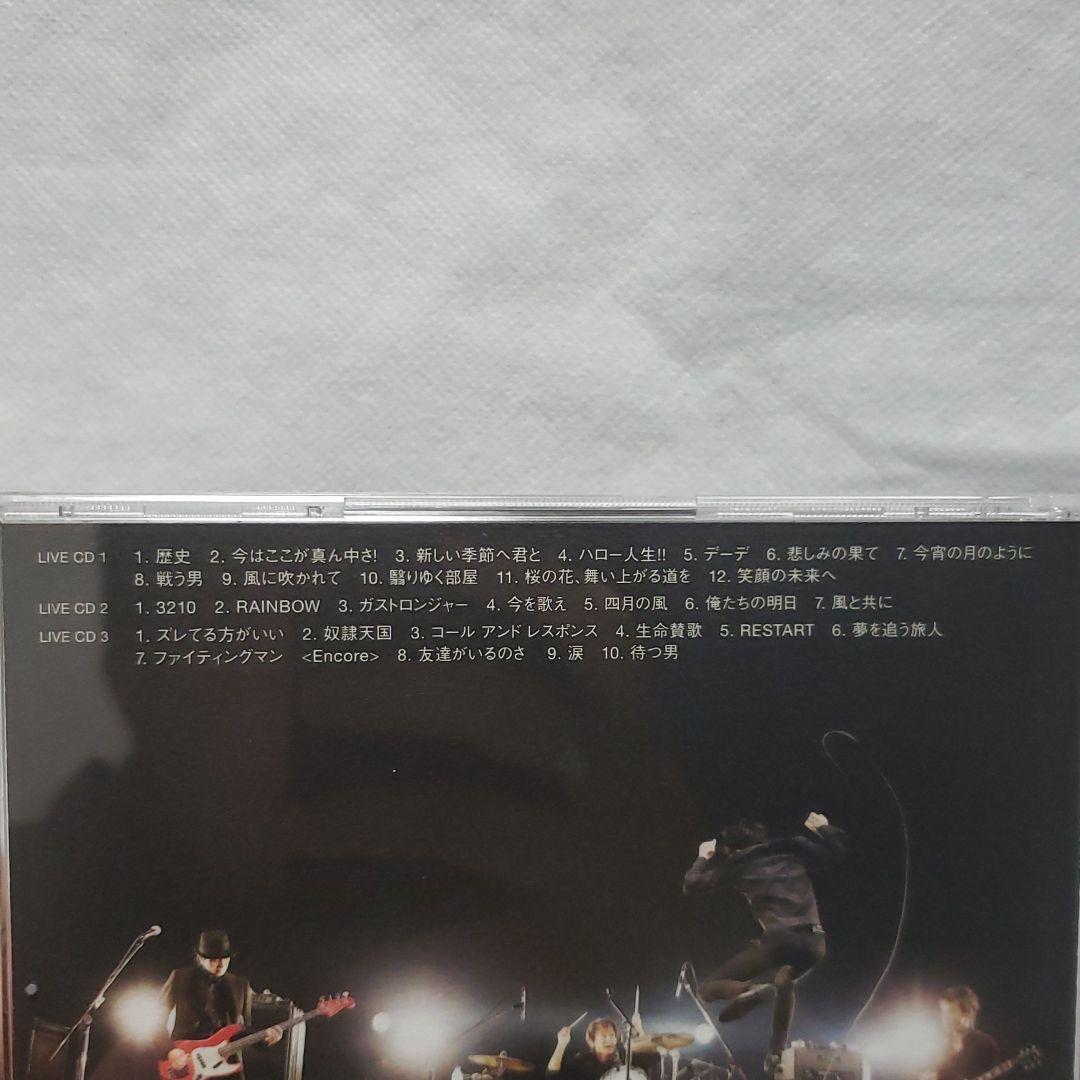 LIVE CD 1 1. 歴史 2. 今はここが真ん中さ! 3. 新しい季節へ君と 4. ハロー人生!! 5. デーデ 6. 悲しみの果て 7. 今宵の月のように
8. 戦う男 9. 風に吹かれて 10. 翳りゆく部屋 11. 桜の花、舞い上がる道を 12. 笑顔の未来へ
LIVE CD 2 1. 3210 2. RAINBOW 3. ガストロンジャー 4. 今を歌え 5. 四月の風 6. 俺たちの明日 7. 風と共に
LIVE CD 3 1. ズレてる方がいい 2. 奴隷天国 3. コール アンド レスポンス 4. 生命賛歌 5. RESTART 6. 夢を追う旅人
7. ファイティングマン <Encore> 8. 友達がいるのさ 9. 涙 10. 待つ男